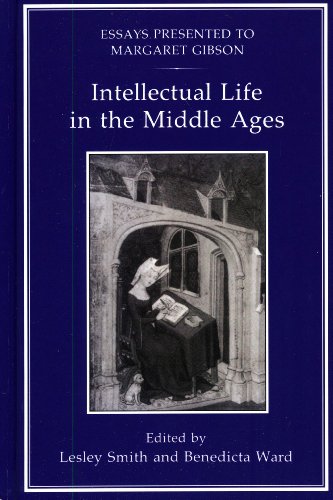 ESSAYS PRESENTED TO
MARGARET GIBSON
Intellectual Life
in the Middle Ages
Edited by
Lesley Smith and Benedicta Ward